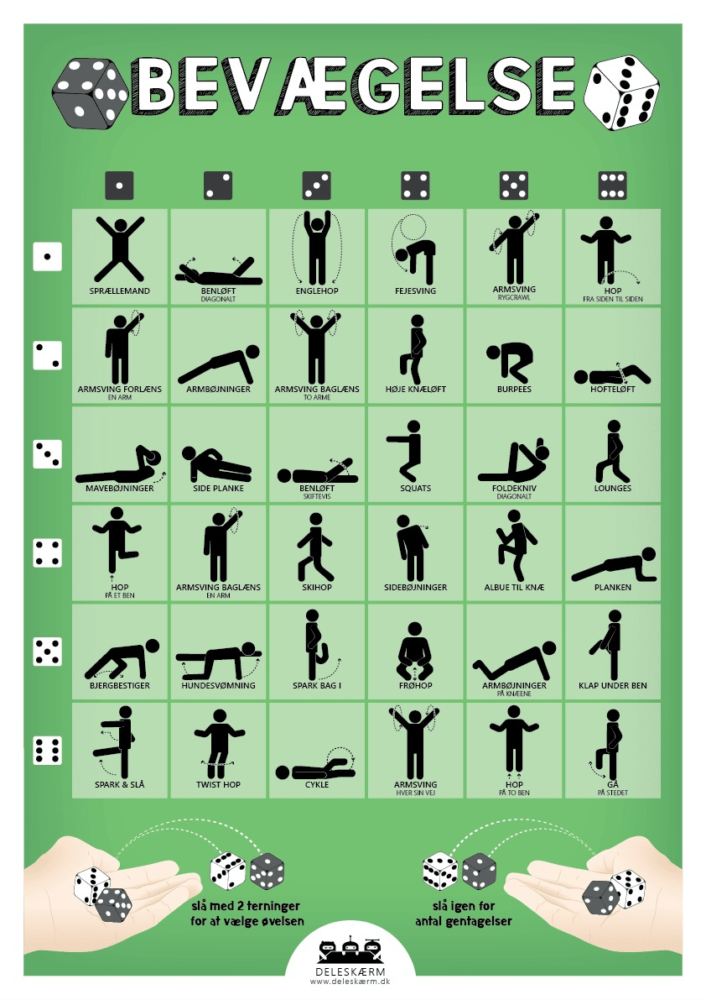 BEVÆGELSE
SPRÆLLEMAND
BENLØFT
DIAGONALT
ENGLEHOP
FEJESVING
ARMSVING
RYGCRAWL
HOP
FRA SIDEN TIL SIDEN
ARMSVING FORLÆNS
EN ARM
ARMBØJNINGER
ARMSVING BAGLÆNS
TO ARME
HØJE KNÆLØFT
BURPEES
HOFTELØFT
MAVEBØJNINGER
SIDE PLANKE
BENLØFT
SKIFTEVIS
SQUATS
FOLDEKNIV
DIAGONALT
LOUNGES
HOP
PÅ ET BEN
ARMSVING BAGLÆNS
EN ARM
SKIHOP
SIDEBØJNINGER
ALBUE TIL KNÆ
PLANKEN
BJERGBESTIGER
HUNDESVØMNING
SPARK BAG I
FRØHOP
ARMBØJNINGER
PÅ KNÆENE
KLAP UNDER BEN
SPARK & SLÅ
TWIST HOP
CYKLE
ARMSVING
HVER SIN VEJ
HOP
PÅ TO BEN
GÅ
PÅ STEDET
slå med 2 terninger
for at vælge øvelsen
slå igen for
antal gentagelser
DELESKÆRM
www.deleskærm.dk